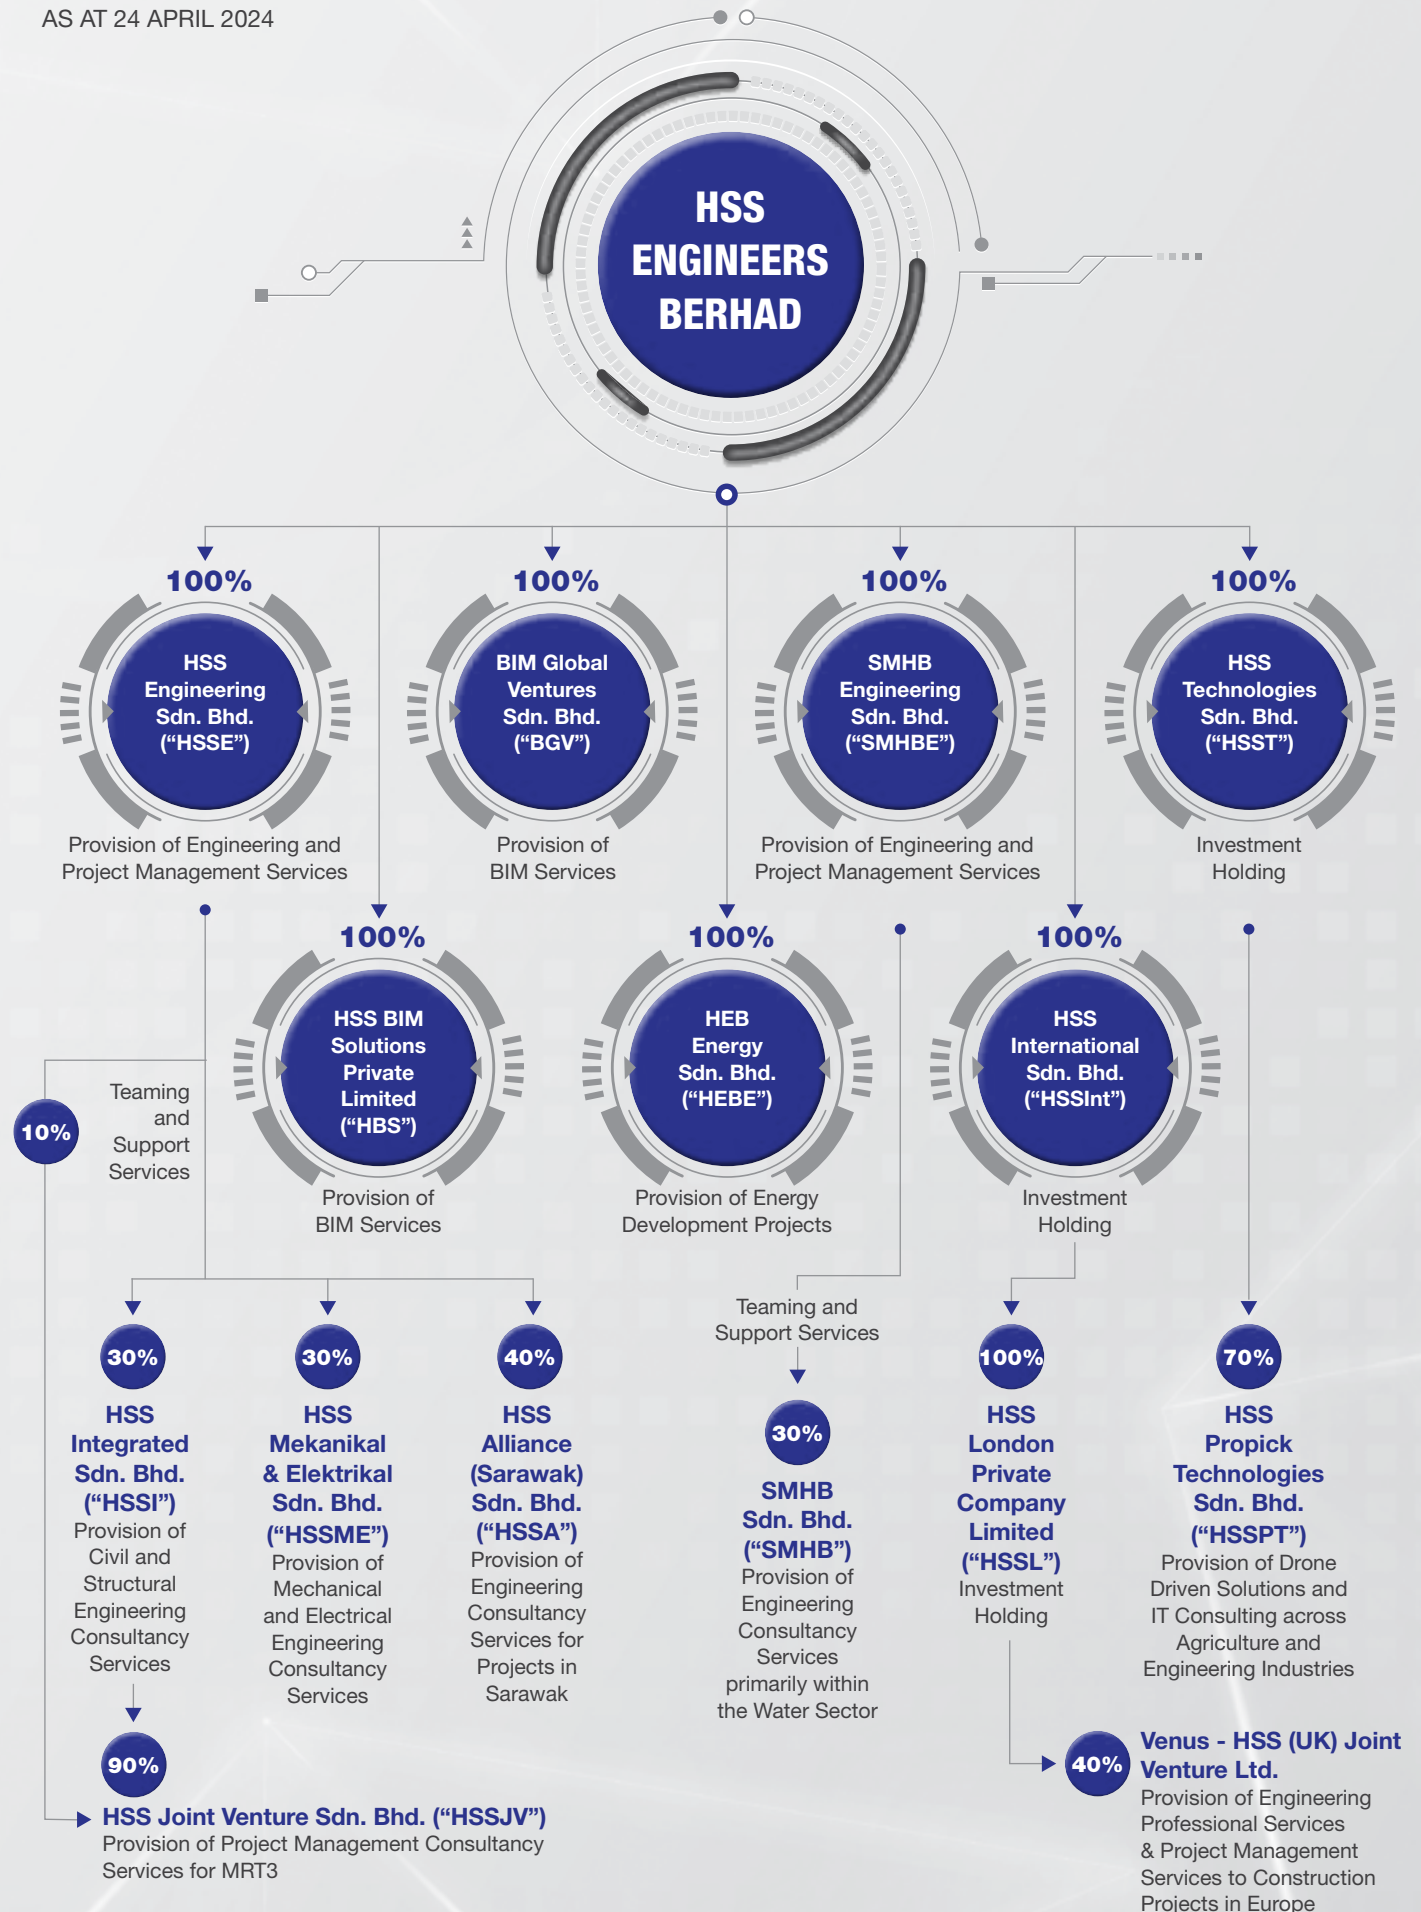 AS AT 24 APRIL 2024
HSS
ENGINEERS
BERHAD
100%
HSS
Engineering
Sdn. Bhd.
(“HSSE”)
Provision of Engineering and
Project Management Services
100%
BIM Global
Ventures
Sdn. Bhd.
(“BGV”)
Provision of
BIM Services
100%
SMHB
Engineering
Sdn. Bhd.
(“SMHBE”)
Provision of Engineering and
Project Management Services
100%
HSS
Technologies
Sdn. Bhd.
(“HSST”)
Investment
Holding
100%
HSS BIM
Solutions
Private
Limited
(“HBS”)
Provision of
BIM Services
100%
HEB
Energy
Sdn. Bhd.
(“HEBE”)
Provision of Energy
Development Projects
100%
HSS
International
Sdn. Bhd.
(“HSSInt”)
Investment
Holding
10%
Teaming
and
Support
Services
30%
HSS
Integrated
Sdn. Bhd.
(“HSSI”)
Provision of
Civil and
Structural
Engineering
Consultancy
Services
30%
HSS
Mekanikal
& Elektrikal
Sdn. Bhd.
(“HSSME”)
Provision of
Mechanical
and Electrical
Engineering
Consultancy
Services
40%
HSS
Alliance
(Sarawak)
Sdn. Bhd.
(“HSSA”)
Provision of
Engineering
Consultancy
Services for
Projects in
Sarawak
Teaming and
Support Services
30%
SMHB
Sdn. Bhd.
(“SMHB”)
Provision of
Engineering
Consultancy
Services
primarily within
the Water Sector
100%
HSS
London
Private
Company
Limited
(“HSSL”)
Investment
Holding
70%
HSS
Propick
Technologies
Sdn. Bhd.
(“HSSPT”)
Provision of Drone
Driven Solutions and
IT Consulting across
Agriculture and
Engineering Industries
90%
HSS Joint Venture Sdn. Bhd. (“HSSJV”)
Provision of Project Management Consultancy
Services for MRT3
40%
Venus - HSS (UK) Joint
Venture Ltd.
Provision of Engineering
Professional Services
& Project Management
Services to Construction
Projects in Europe